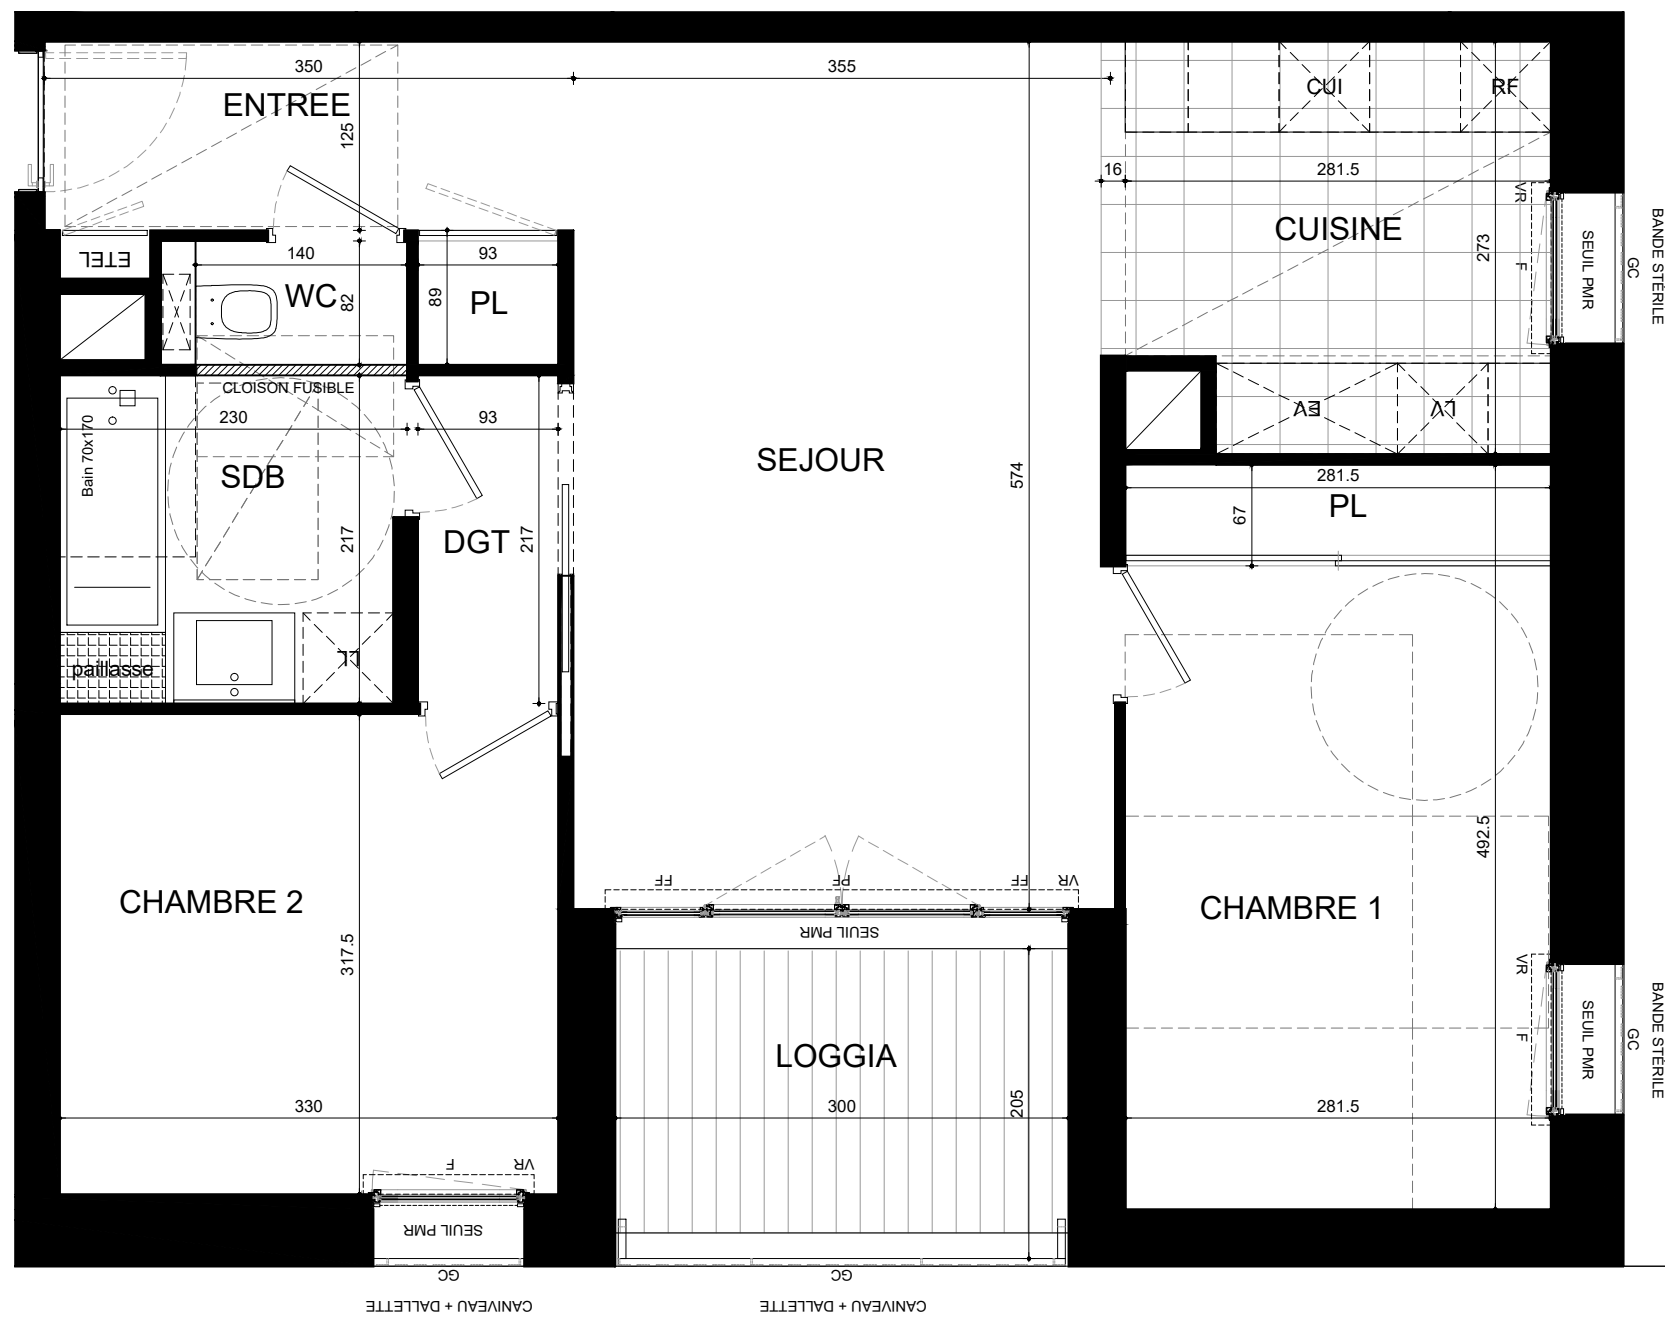 350
355
ENTREE
125
CUI
RF
16
281.5
VR
CUISINE
273
F
SEUIL PMR
GC
BANDE STÉRILE
ETEL
140
WC
82
93
89
PL
CLOISON FUSIBLE
230
93
Bain 70x170
SDB
217
DGT
217
SEJOUR
574
EV
LV
281.5
PL
67
paillasse
LL
CHAMBRE 2
317.5
330
F
VR
SEUIL PMR
GC
CANIVEAU + DALLETTE
FF
PF
FF
VR
SEUIL PMR
LOGGIA
300
205
GC
CANIVEAU + DALLETTE
492.5
CHAMBRE 1
281.5
VR
F
SEUIL PMR
GC
BANDE STÉRILE